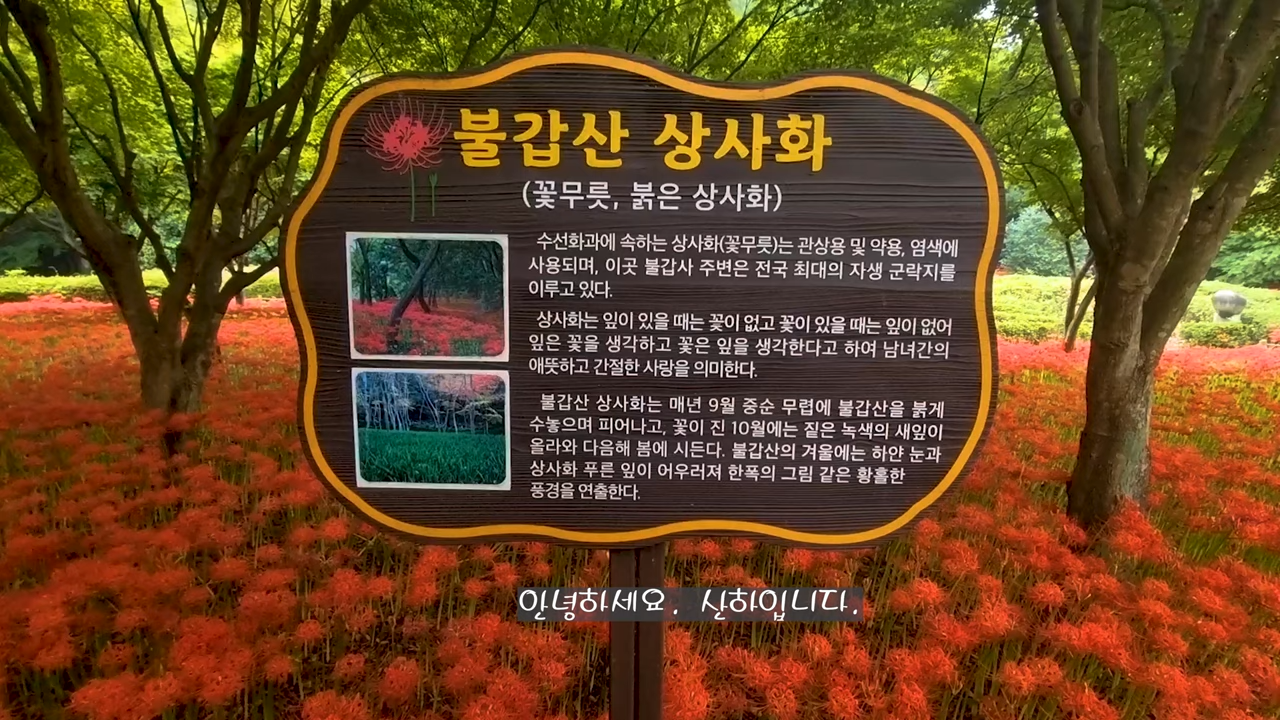 불갑산 상사화
(꽃무릇, 붉은 상사화)
수선화과에 속하는 상사화(꽃무릇)는 관상용 및 약용, 염색에
사용되며, 이곳 불갑사 주변은 전국 최대의 자생 군락지를
이루고 있다.
상사화는 잎이 있을 때는 꽃이 없고 꽃이 있을 때는 잎이 없어
잎은 꽃을 생각하고 꽃은 잎을 생각한다고 하여 남녀간의
애뜻하고 간절한 사랑을 의미한다.
불갑산 상사화는 매년 9월 중순 무렵에 불갑산을 붉게
수놓으며 피어나고, 꽃이 진 10월에는 짙은 녹색의 새잎이
올라와 다음해 봄에 시든다. 불갑산의 겨울에는 하얀 눈과
상사화 푸른 잎이 어우러져 한폭의 그림 같은 황홀한
풍경을 연출한다.
안녕하세요. 산하입니다.